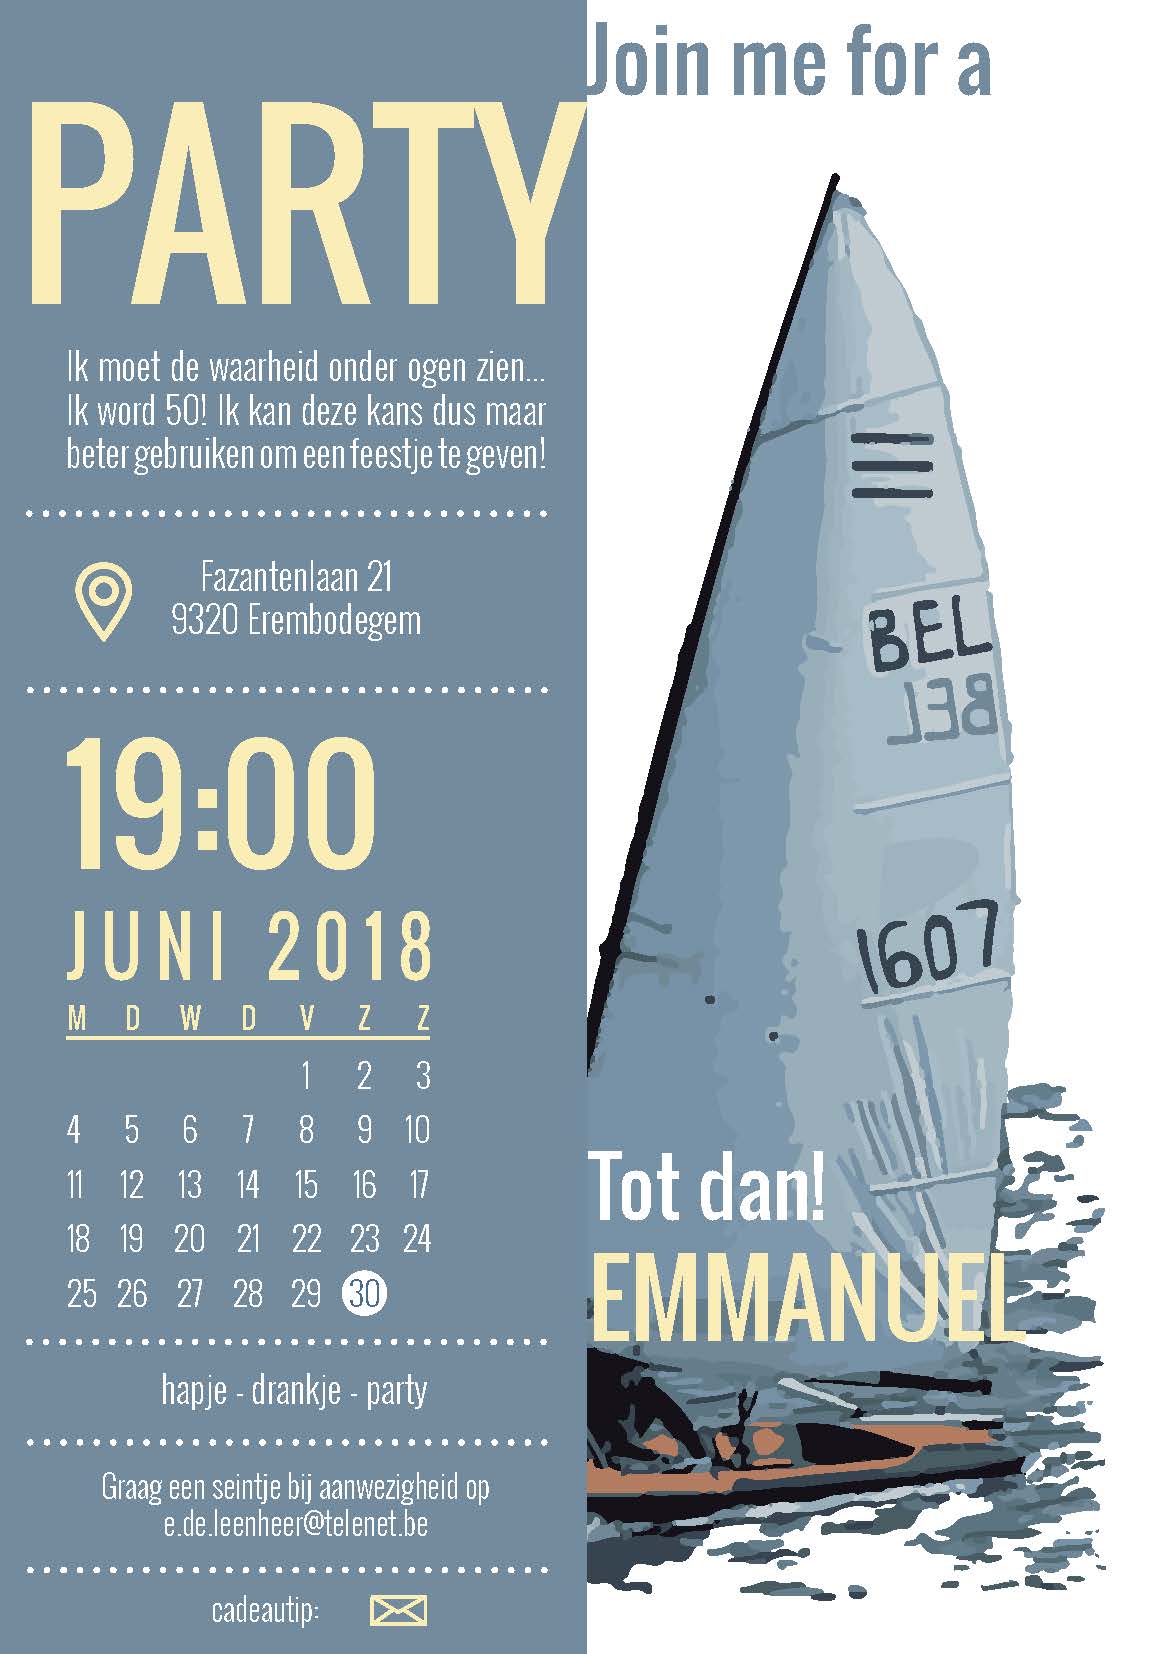 Join me for a
PARTY
Ik moet de waarheid onder ogen zien...
Ik word 50! Ik kan deze kans dus maar
beter gebruiken om een feestje te geven!
Fazantenlaan 21
9320 Erembodegem
19:00
JUNI 2018
M D W D V Z Z
1 2 3
4 5 6 7 8 9 10
11 12 13 14 15 16 17
18 19 20 21 22 23 24
25 26 27 28 29 30
hapje - drankje - party
Graag een seintje bij aanwezigheid op
e.de.leenheer@telenet.be
cadeautip:
BEL
BEL
1607
Tot dan!
EMMANUEL